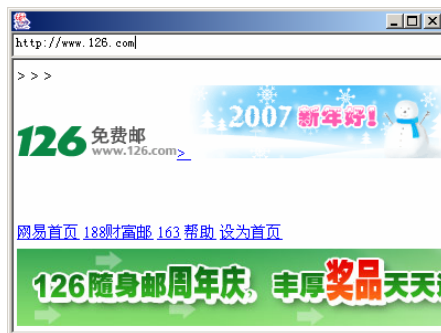 http://www.126.com
> > >
2007 新年好!
126 免费邮
www.126.com>
网易首页 188财富邮 163 帮助 设为首页
126随身邮周年庆, 丰厚奖品天天